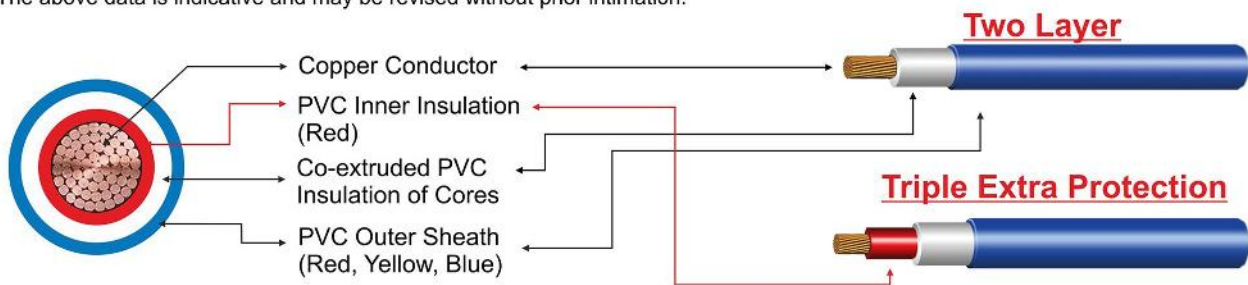 The above data is indicative and may be revised without prior intimation.
Two Layer
Copper Conductor
PVC Inner Insulation
(Red)
Co-extruded PVC
Insulation of Cores
Triple Extra Protection
PVC Outer Sheath
(Red, Yellow, Blue)